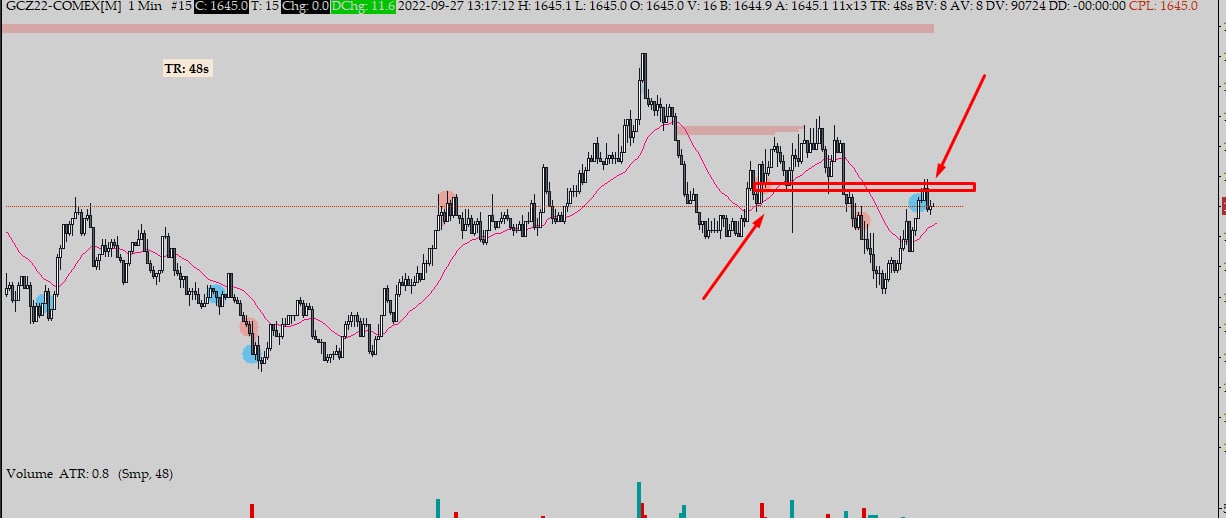 GCZ22-COMEX[M] 1 Min #15 C: 1645.0 T: 15 Chg: 0.0 DChg: 11.6 2022-09-27 13:17:12 H: 1645.1 L: 1645.0 O: 1645.0 V: 16 B: 1644.9 A: 1645.1 11x13 TR: 48s BV: 8 AV: 8 DV: 90724 DD: -00:00:00 CPL: 1645.0
TR: 48s
Volume ATR: 0.8 (Smp, 48)